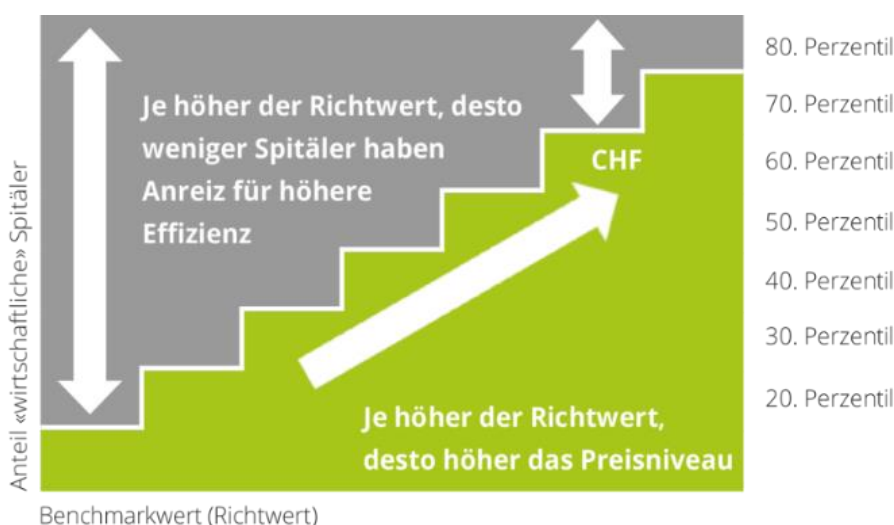 Anteil «wirtschaftliche» Spitäler
Je höher der Richtwert, desto
weniger Spitäler haben
Anreiz für höhere
Effizienz
CHF
Je höher der Richtwert,
desto höher das Preisniveau
80. Perzentil
70. Perzentil
60. Perzentil
50. Perzentil
40. Perzentil
30. Perzentil
20. Perzentil
Benchmarkwert (Richtwert)